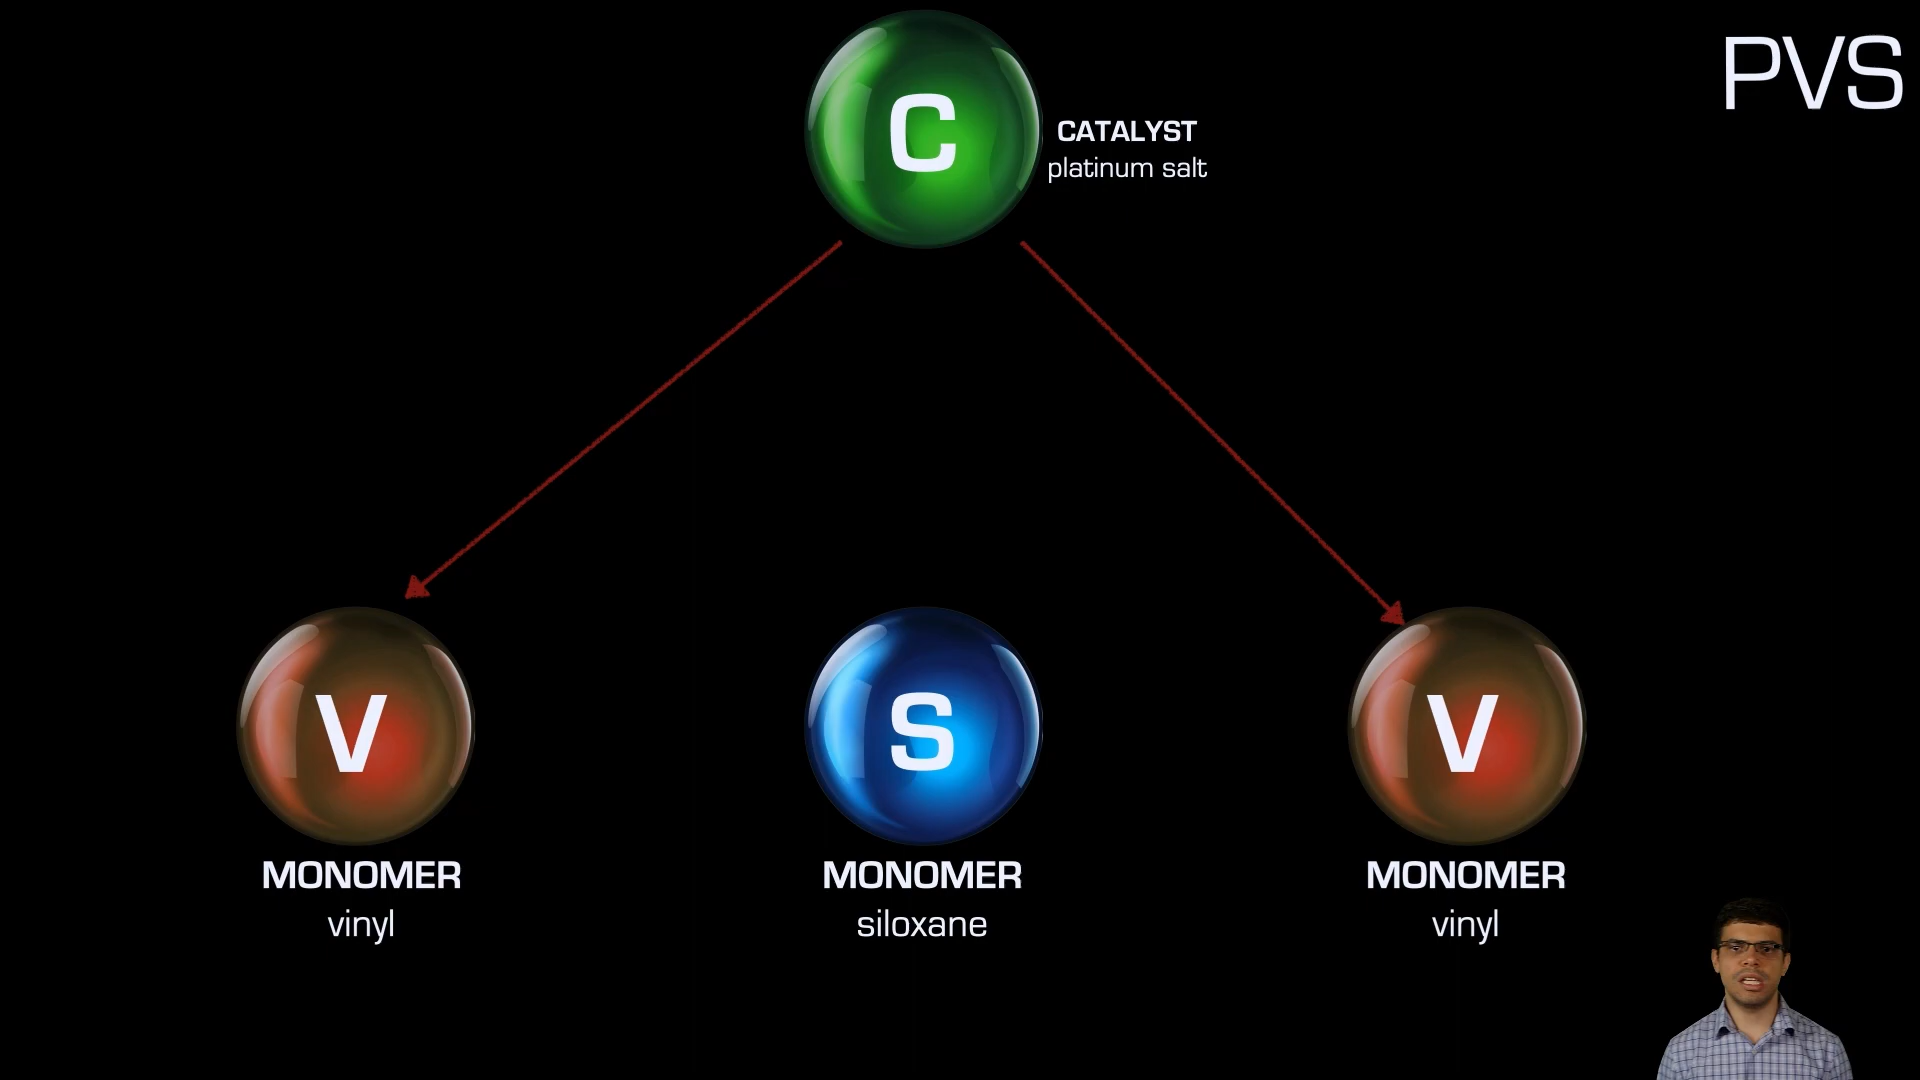 PVS
C
CATALYST
platinum salt
V
S
V
MONOMER
vinyl
MONOMER
siloxane
MONOMER
vinyl